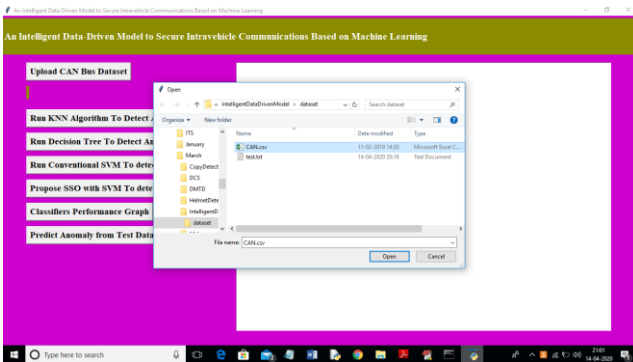 An Intelligent Data-Driven Model to Secure Intravehicle Communications Based on Machine Learning
An Intelligent Data-Driven Model to Secure Intravehicle Communications Based on Machine Learning
Upload CAN Bus Dataset
Run KNN Algorithm To Detect
Run Decision Tree To Detect An
Run Conventional SVM To dete
Propose SSO with SVM To dete
Classifiers Performance Graph
Predict Anomaly from Test Data
Open
« IntelligentDataDrivenModel › dataset
Search dataset
Organize
New folder
Name
Date modified
Type
ITS
January
March
CopyDetect
DCS
DMTD
HelmetDete
IntelligentD
dataset
CAN.csv
11-02-2019 14:30
Microsoft Excel C...
test.txt
14-04-2020 20:16
Text Document
File name:
CAN.csv
Open
Cancel
Type here to search
21:01
14-04-2020